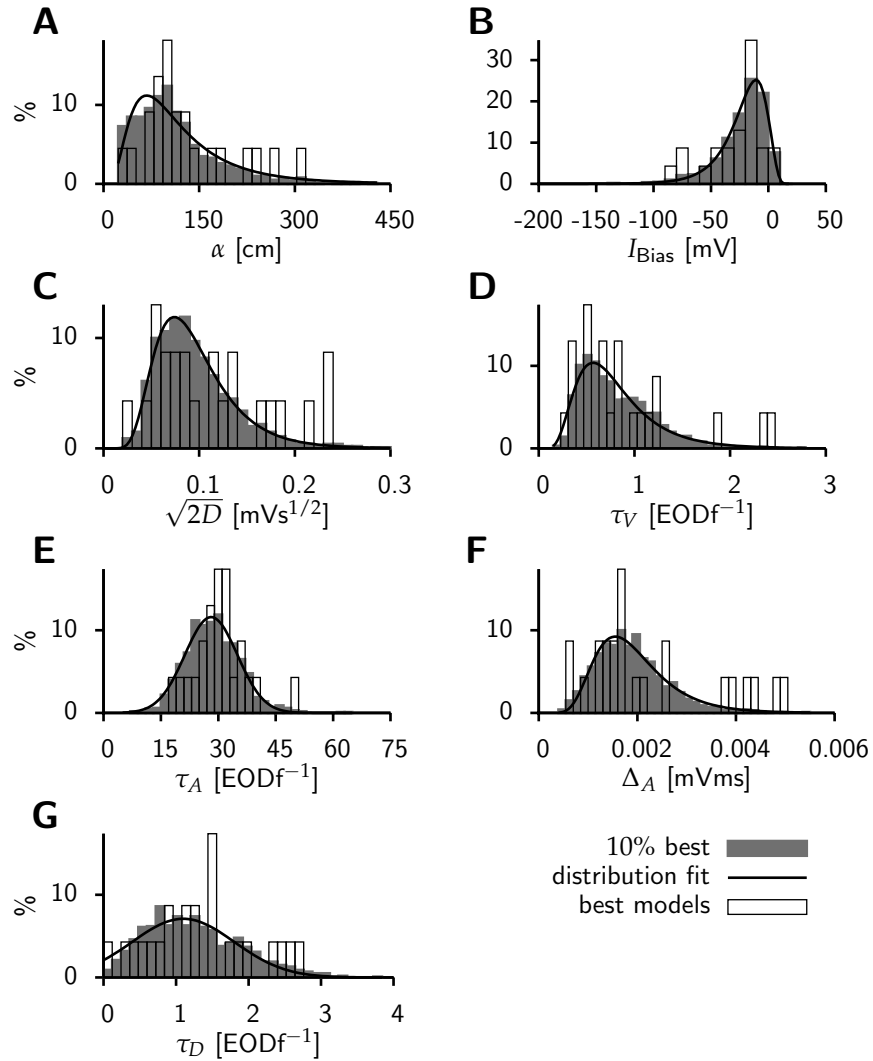 A
%
10
0
0 150 300 450
α [cm]
B
30
20
10
0
-200 -150 -100 -50 0 50
I_Bias [mV]
C
%
10
0
0 0.1 0.2 0.3
√2D [mVs^1/2]
D
10
0
0 1 2 3
τ_V [EODf^−1]
E
%
10
0
0 15 30 45 60 75
τ_A [EODf^−1]
F
10
0
0 0.002 0.004 0.006
Δ_A [mVms]
G
%
10
0
0 1 2 3 4
τ_D [EODf^−1]
10% best
distribution fit
best models